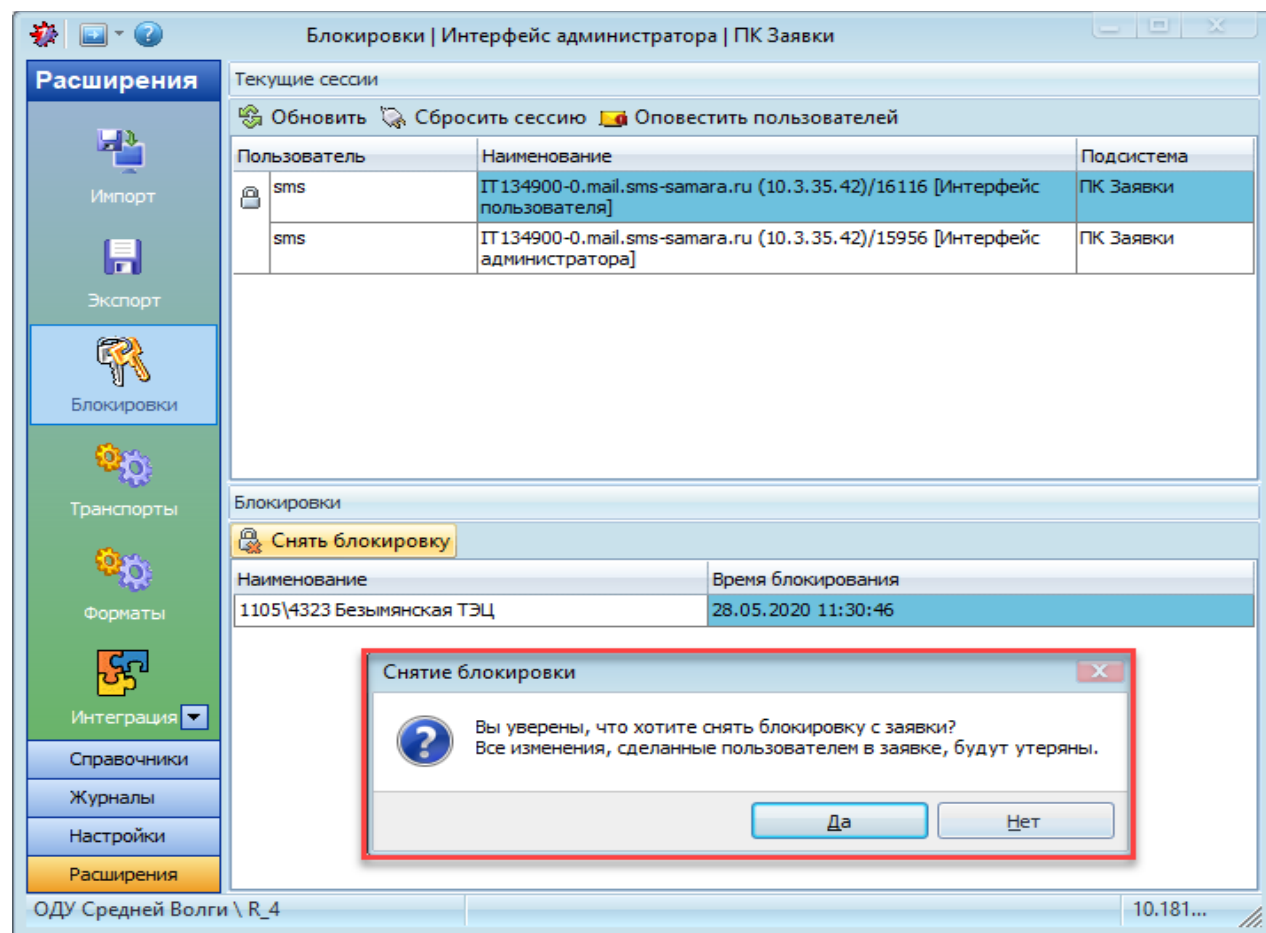 Блокировки | Интерфейс администратора | ПК Заявки
Расширения
Импорт
Экспорт
Блокировки
Транспорты
Форматы
Интеграция
Справочники
Журналы
Настройки
Расширения
Текущие сессии
Обновить Сбросить сессию Оповестить пользователей
Пользователь Наименование Подсистема
sms IT134900-0.mail.sms-samara.ru (10.3.35.42)/16116 [Интерфейс ПК Заявки
пользователя]
sms IT134900-0.mail.sms-samara.ru (10.3.35.42)/15956 [Интерфейс ПК Заявки
администратора]
Блокировки
Снять блокировку
Наименование Время блокирования
1105\4323 Безымянская ТЭЦ 28.05.2020 11:30:46
Снятие блокировки
Вы уверены, что хотите снять блокировку с заявки?
Все изменения, сделанные пользователем в заявке, будут утеряны.
Да Нет
ОДУ Средней Волги \ R_4 10.181...